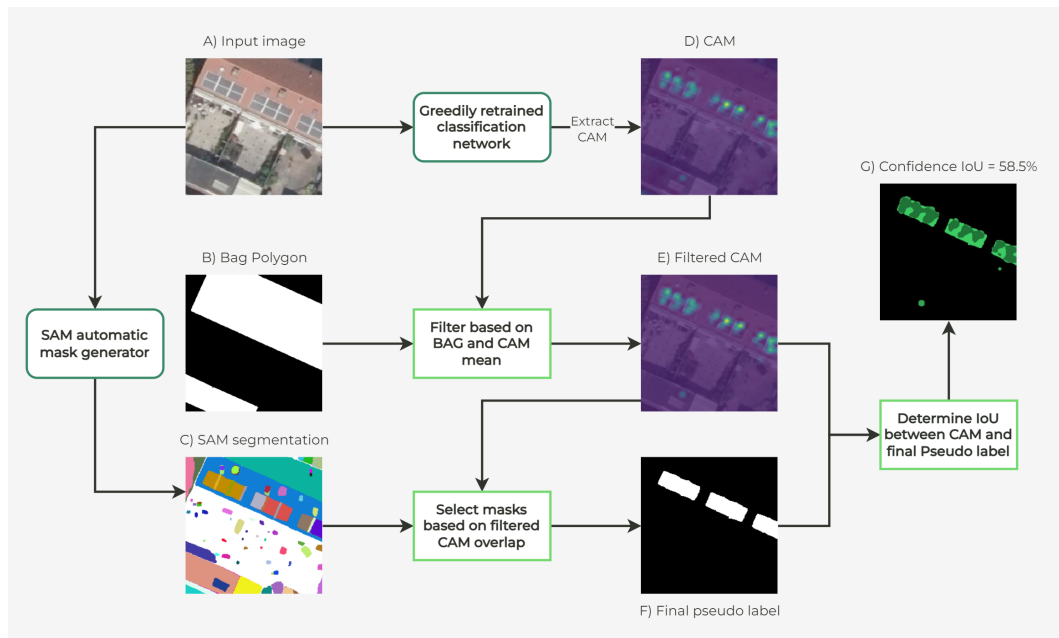 A) Input image
D) CAM
Greedily retrained
classification
network
Extract
CAM
G) Confidence IoU = 58.5%
B) Bag Polygon
E) Filtered CAM
SAM automatic
mask generator
Filter based on
BAG and CAM
mean
Determine IoU
between CAM and
final Pseudo label
C) SAM segmentation
Select masks
based on filtered
CAM overlap
F) Final pseudo label